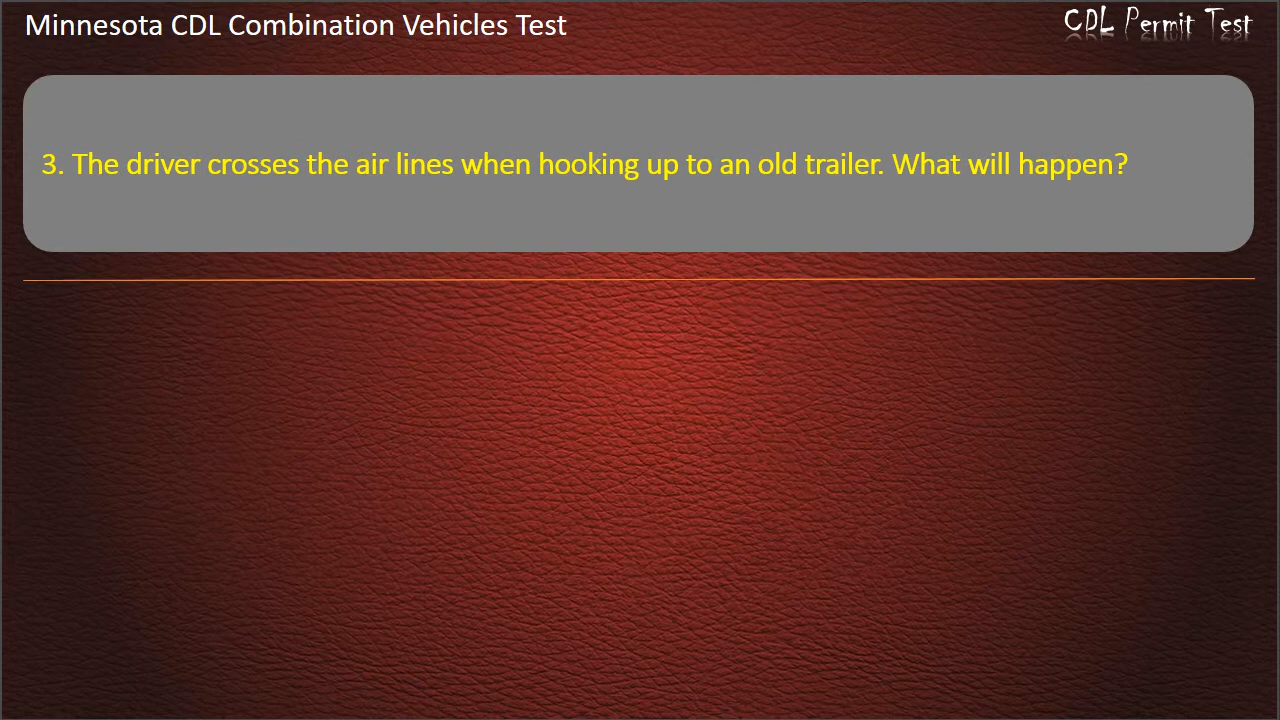 Minnesota CDL Combination Vehicles Test
CDL Permit Test
3. The driver crosses the air lines when hooking up to an old trailer. What will happen?